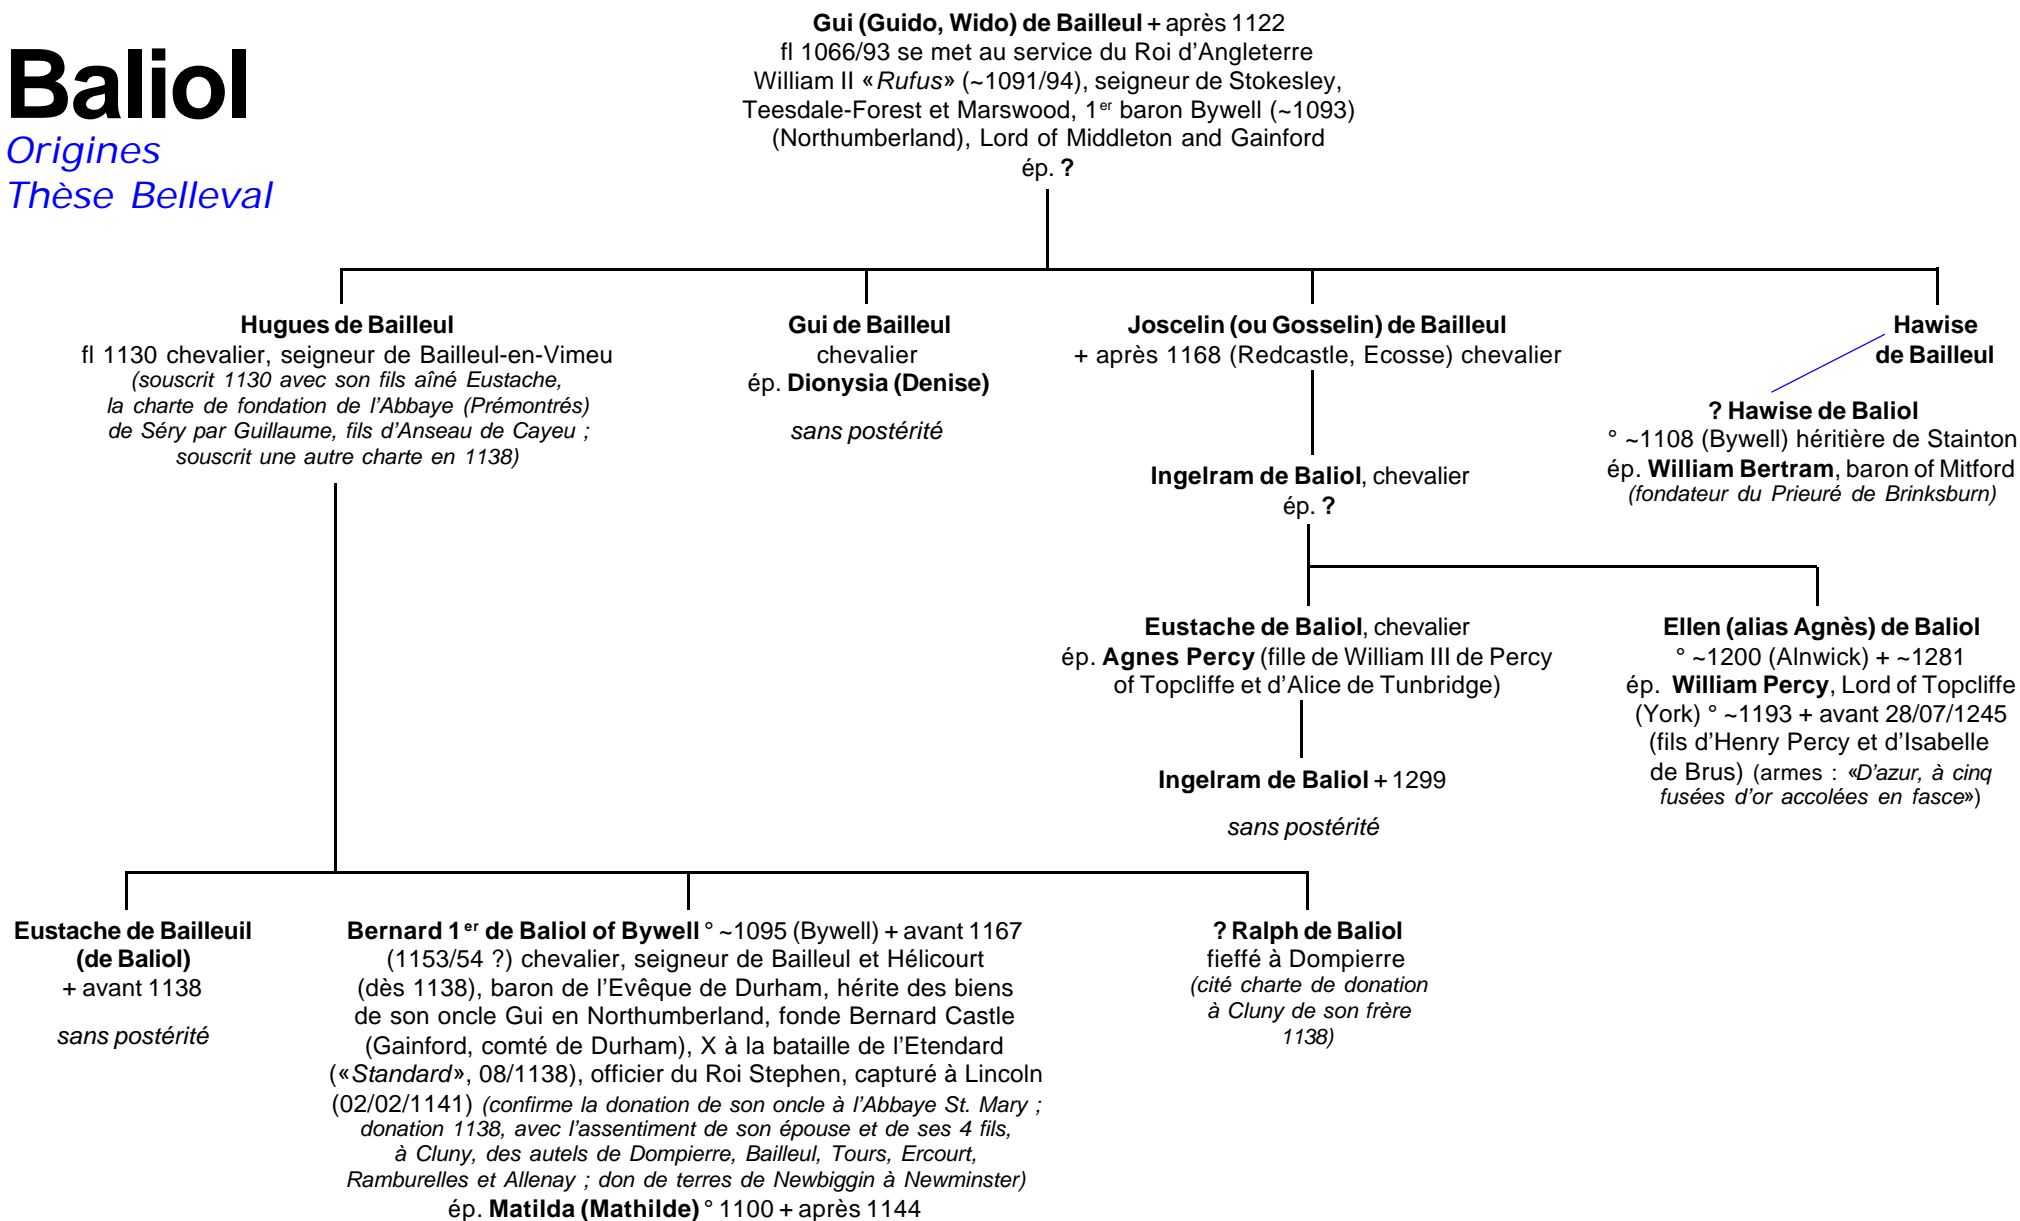 Baliol
Origines
Thèse Belleval
Gui (Guido, Wido) de Bailleul + après 1122
fl 1066/93 se met au service du Roi d’Angleterre
William II «Rufus» (~1091/94), seigneur de Stokesley,
Teesdale-Forest et Marswood, 1er baron Bywell (~1093)
(Northumberland), Lord of Middleton and Gainford
ép. ?
Hugues de Bailleul
fl 1130 chevalier, seigneur de Bailleul-en-Vimeu
(souscrit 1130 avec son fils aîné Eustache,
la charte de fondation de l’Abbaye (Prémontrés)
de Séry par Guillaume, fils d’Anseau de Cayeu ;
souscrit une autre charte en 1138)
Gui de Bailleul
chevalier
ép. Dionysia (Denise)
sans postérité
Joscelin (ou Gosselin) de Bailleul
+ après 1168 (Redcastle, Ecosse) chevalier
Hawise
de Bailleul
? Hawise de Baliol
° ~1108 (Bywell) héritière de Stainton
ép. William Bertram, baron of Mitford
(fondateur du Prieuré de Brinksburn)
Ingelram de Baliol, chevalier
ép. ?
Eustache de Baliol, chevalier
ép. Agnes Percy (fille de William III de Percy
of Topcliffe et d’Alice de Tunbridge)
Ellen (alias Agnès) de Baliol
° ~1200 (Alnwick) + ~1281
ép. William Percy, Lord of Topcliffe
(York) ° ~1193 + avant 28/07/1245
(fils d’Henry Percy et d’Isabelle
de Brus) (armes : «D’azur, à cinq
fusées d’or accolées en fasce»)
Ingelram de Baliol + 1299
sans postérité
Eustache de Bailleuil
(de Baliol)
+ avant 1138
sans postérité
Bernard 1er de Baliol of Bywell ° ~1095 (Bywell) + avant 1167
(1153/54 ?) chevalier, seigneur de Bailleul et Hélicourt
(dès 1138), baron de l’Evêque de Durham, hérite des biens
de son oncle Gui en Northumberland, fonde Bernard Castle
(Gainford, comté de Durham), X à la bataille de l’Etendard
(«Standard», 08/1138), officier du Roi Stephen, capturé à Lincoln
(02/02/1141) (confirme la donation de son oncle à l’Abbaye St. Mary ;
donation 1138, avec l’assentiment de son épouse et de ses 4 fils,
à Cluny, des autels de Dompierre, Bailleul, Tours, Ercourt,
Ramburelles et Allenay ; don de terres de Newbiggin à Newminster)
ép. Matilda (Mathilde) ° 1100 + après 1144
? Ralph de Baliol
fieffé à Dompierre
(cité charte de donation
à Cluny de son frère
1138)